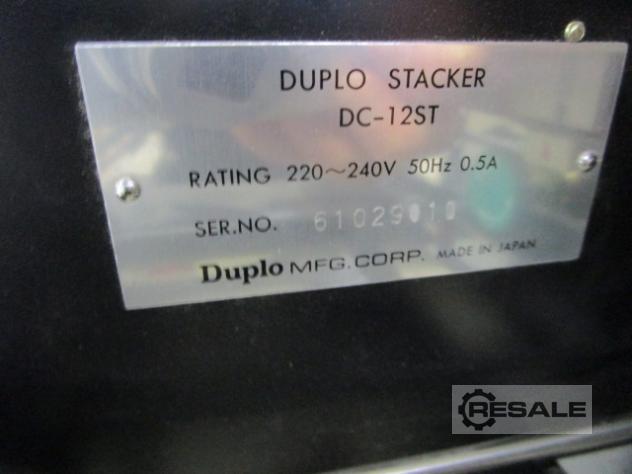 DUPLO STACKER
DC-12ST
RATING 220~240V 50Hz 0.5A
SER.NO. 61029010
Duplo MFG.CORP. MADE IN JAPAN
RESALE